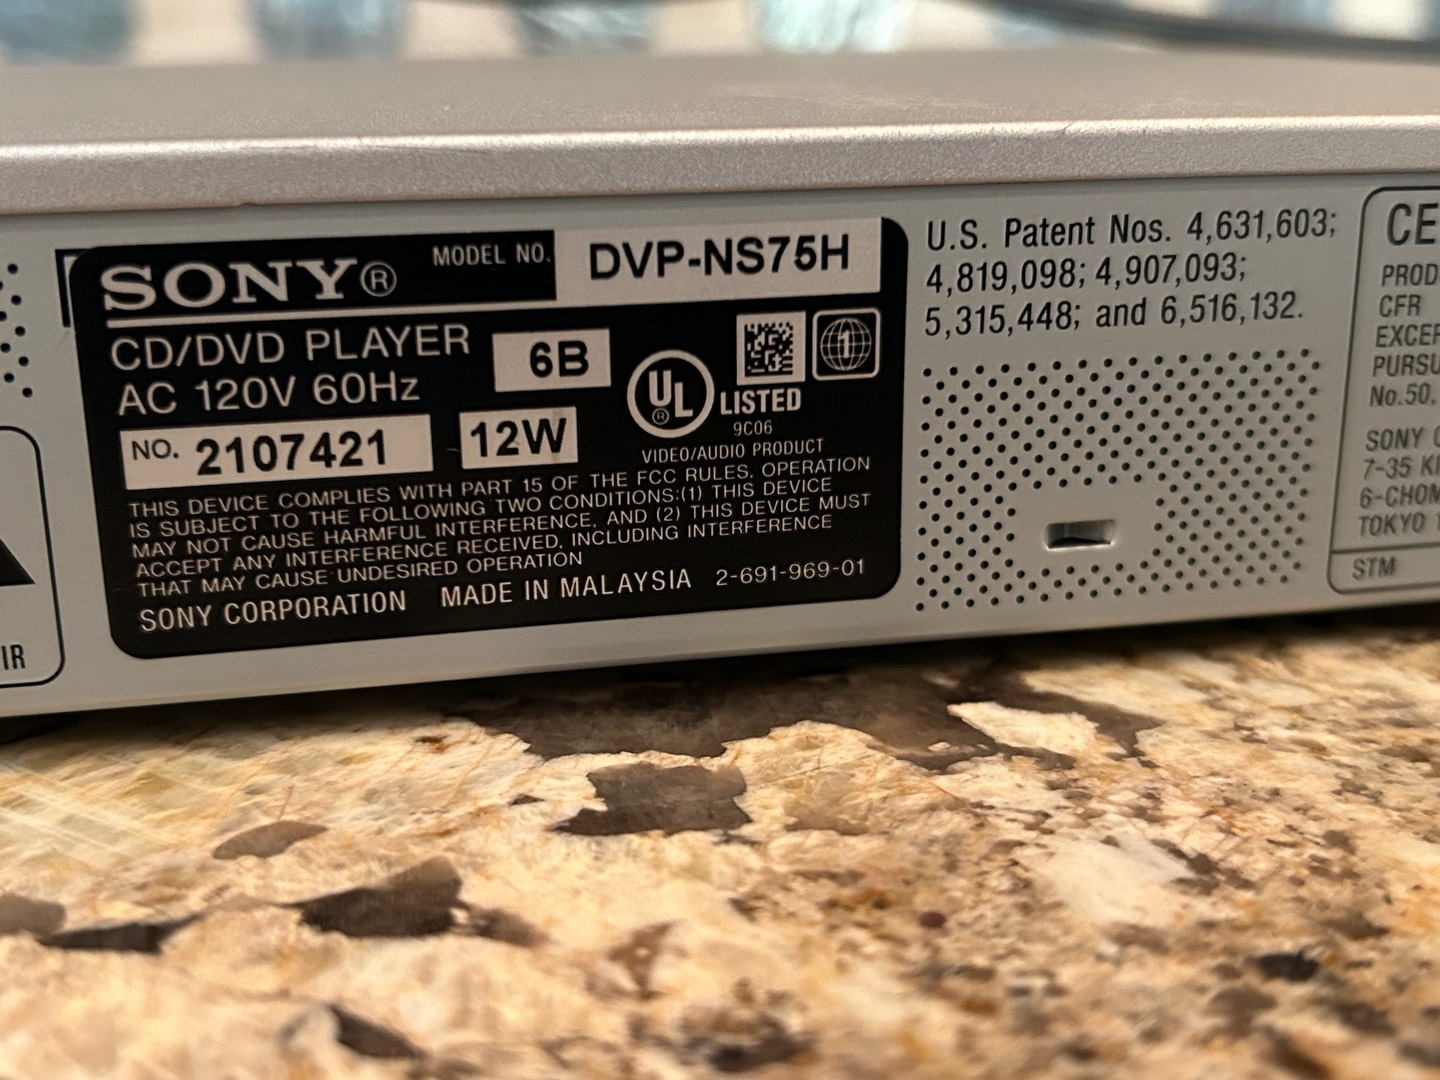 SONY® MODEL NO. DVP-NS75H
CD/DVD PLAYER 6B
AC 120V 60Hz
NO. 2107421 12W
UL ® LISTED
9C06
VIDEO/AUDIO PRODUCT
1
THIS DEVICE COMPLIES WITH PART 15 OF THE FCC RULES. OPERATION
IS SUBJECT TO THE FOLLOWING TWO CONDITIONS:(1) THIS DEVICE
MAY NOT CAUSE HARMFUL INTERFERENCE, AND (2) THIS DEVICE MUST
ACCEPT ANY INTERFERENCE RECEIVED, INCLUDING INTERFERENCE
THAT MAY CAUSE UNDESIRED OPERATION
SONY CORPORATION MADE IN MALAYSIA 2-691-969-01
U.S. Patent Nos. 4,631,603;
4,819,098; 4,907,093;
5,315,448; and 6,516,132.
CE
PROD
CFR
EXCEP
PURSU
No.50,
SONY
7-35 KI
6-CHOM
TOKYO
STM
IR